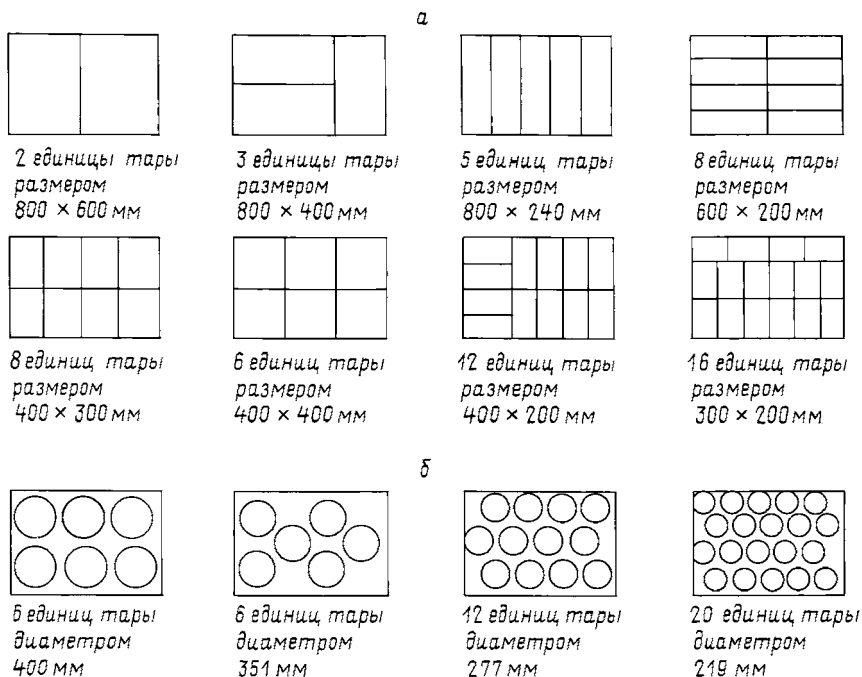 а
2 единицы тары
размером
800 × 600 мм
3 единицы тары
размером
800 × 400 мм
5 единиц тары
размером
800 × 240 мм
8 единиц тары
размером
600 × 200 мм
8 единиц тары
размером
400 × 300 мм
6 единиц тары
размером
400 × 400 мм
12 единиц тары
размером
400 × 200 мм
16 единиц тары
размером
300 × 200 мм
б
6 единиц тары
диаметром
400 мм
6 единиц тары
диаметром
351 мм
12 единиц тары
диаметром
277 мм
20 единиц тары
диаметром
219 мм